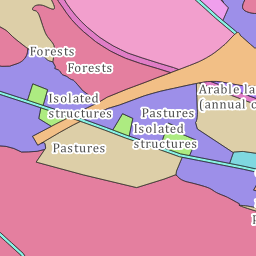 Forests
Forests
Arable la
(annual c
Isolated
structures
Pastures
Isolated
structures
Pastures